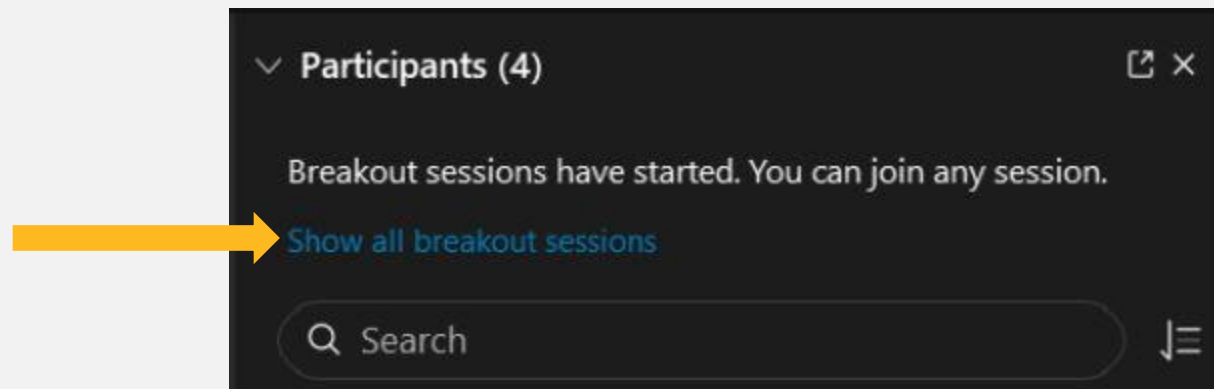 Participants (4)
Breakout sessions have started. You can join any session.
Show all breakout sessions
Search